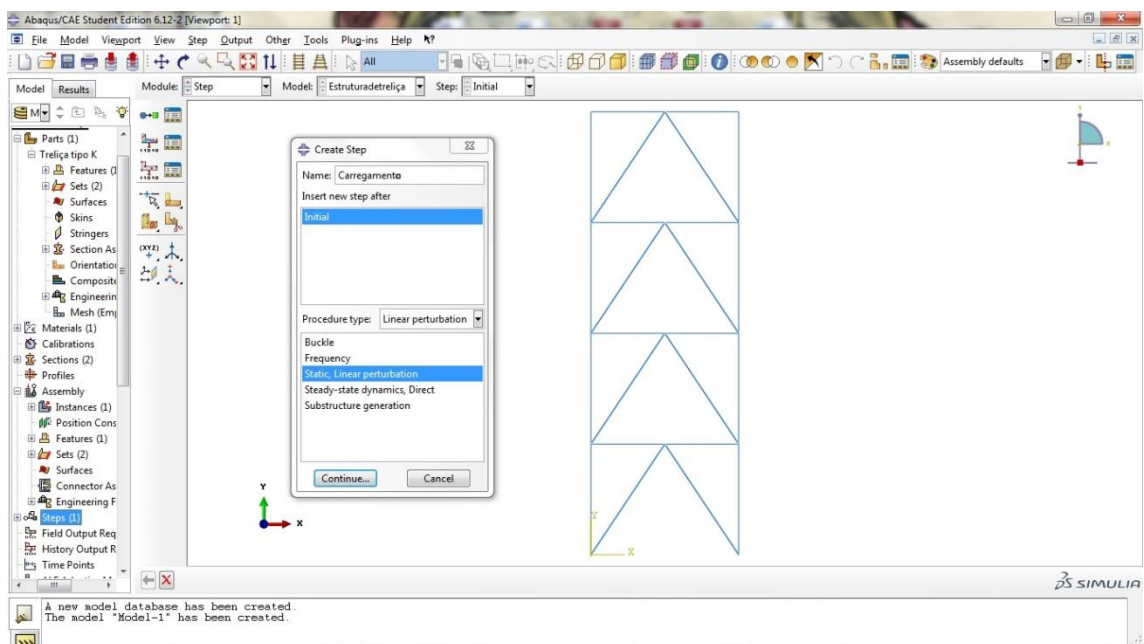 Abaqus/CAE Student Edition 6.12-2 [Viewport: 1]
File Model Viewport View Step Output Other Tools Plug-ins Help
All
Assembly defaults
Model Results
Module: Step Model: Estruturadetreliça Step: Initial
Parts (1)
Treliça tipo K
Features (1
Sets (2)
Surfaces
Skins
Stringers
Section As
Orientation
Composite
Engineerin
Mesh (Emp
Materials (1)
Calibrations
Sections (2)
Profiles
Assembly
Instances (1)
Position Cons
Features (1)
Sets (2)
Surfaces
Connector As
Engineering F
Steps (1)
Field Output Req
History Output R
Time Points
Create Step
Name: Carregamento
Insert new step after
Initial
Procedure type: Linear perturbation
Buckle
Frequency
Static, Linear perturbation
Steady-state dynamics, Direct
Substructure generation
Continue...
Cancel
Y
X
Y
X
SIMULIA
A new model database has been created.
The model "Model-1" has been created.